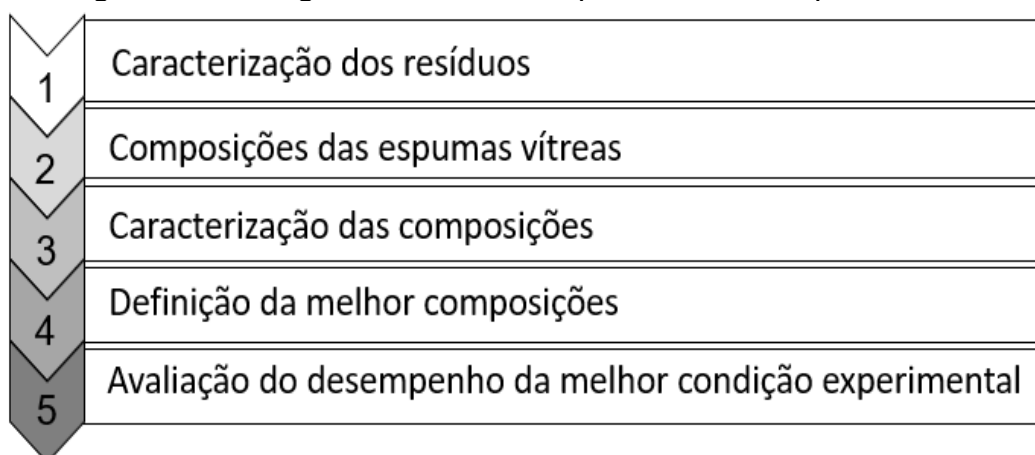 1 Caracterização dos resíduos
2 Composições das espumas vítreas
3 Caracterização das composições
4 Definição da melhor composições
5 Avaliação do desempenho da melhor condição experimental